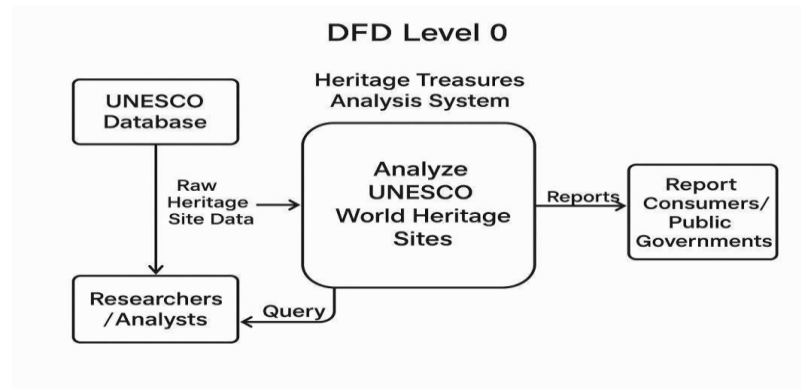 DFD Level 0
Heritage Treasures
Analysis System
UNESCO
Database
Raw
Heritage
Site Data
Analyze
UNESCO
World Heritage
Sites
Reports
Report
Consumers/
Public
Governments
Researchers
/Analysts
Query